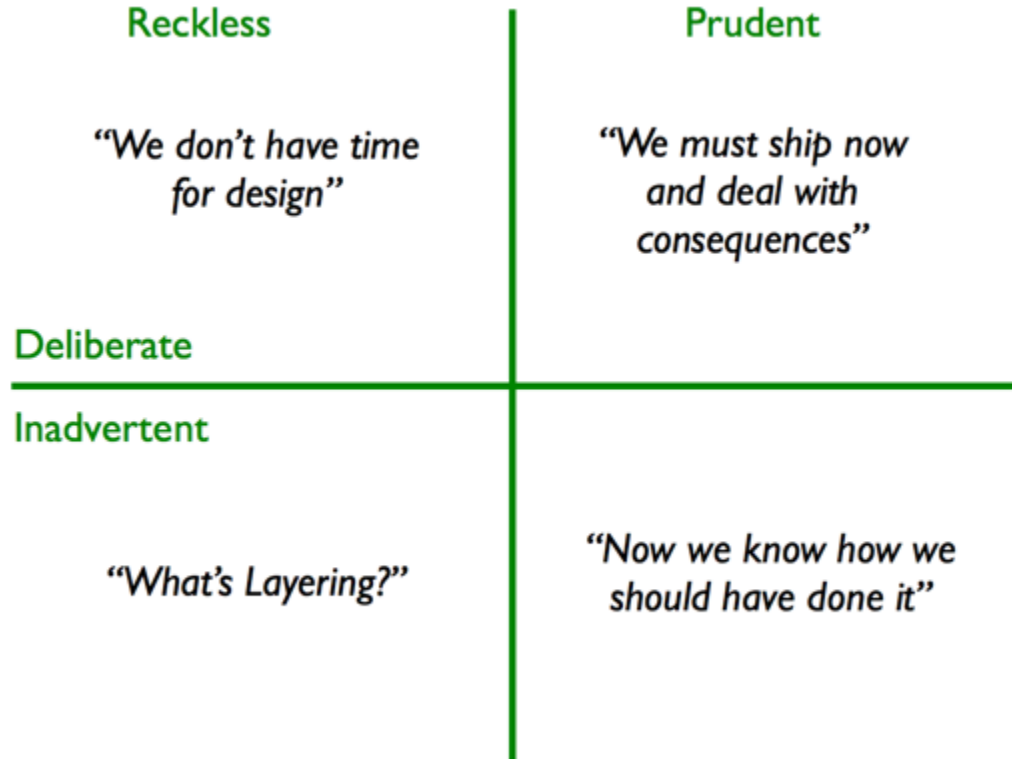 Reckless
Prudent
“We don’t have time
for design”
“We must ship now
and deal with
consequences”
Deliberate
Inadvertent
“What’s Layering?”
“Now we know how we
should have done it”